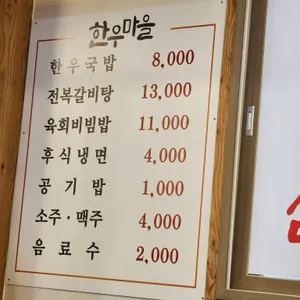 한우마을
한우국밥 8,000
전복갈비탕 13,000
육회비빔밥 11,000
후식냉면 4,000
공기밥 1,000
소주·맥주 4,000
음료수 2,000